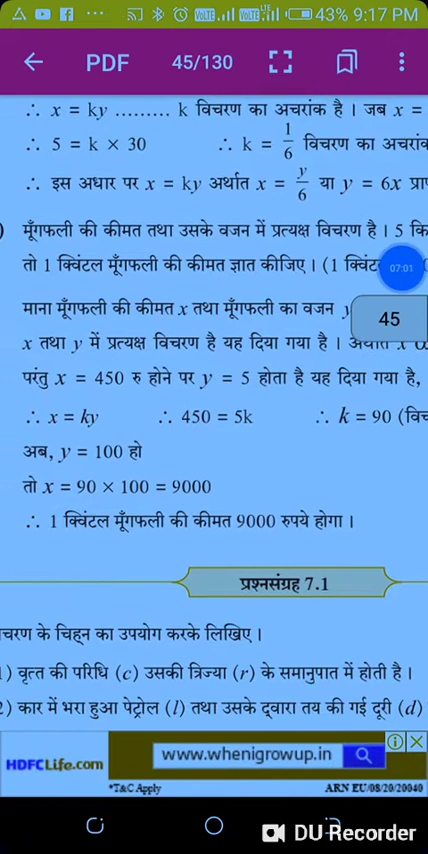 43% 9:17 PM
PDF 45/130
∴ x = ky ......... k विचरण का अचरांक है । जब x =
∴ 5 = k × 30 ∴ k = 1/6 विचरण का अचरांक
∴ इस अधार पर x = ky अर्थात x = y/6 या y = 6x
मूँगफली की कीमत तथा उसके वजन में प्रत्यक्ष विचरण है । 5
तो 1 क्विंटल मूँगफली की कीमत ज्ञात कीजिए । (1
07:01
माना मूँगफली की कीमत x तथा मूँगफली का वजन y
45
x तथा y में प्रत्यक्ष विचरण है यह दिया गया है । अर्थात x
परंतु x = 450 रु होने पर y = 5 होता है यह दिया गया है,
∴ x = ky ∴ 450 = 5k ∴ k = 90
अब, y = 100 हो
तो x = 90 × 100 = 9000
∴ 1 क्विंटल मूँगफली की कीमत 9000 रुपये होगा ।
प्रश्नसंग्रह 7.1
चरण के चिह्न का उपयोग करके लिखिए ।
1) वृत्त की परिधि (c) उसकी त्रिज्या (r) के समानुपात में होती है ।
2) कार में भरा हुआ पेट्रोल (l) तथा उसके द्वारा तय की गई दूरी (d)
HDFCLife.com www.whenigrowup.in
*T&C Apply ARN EU/08/20/20040
DU Recorder